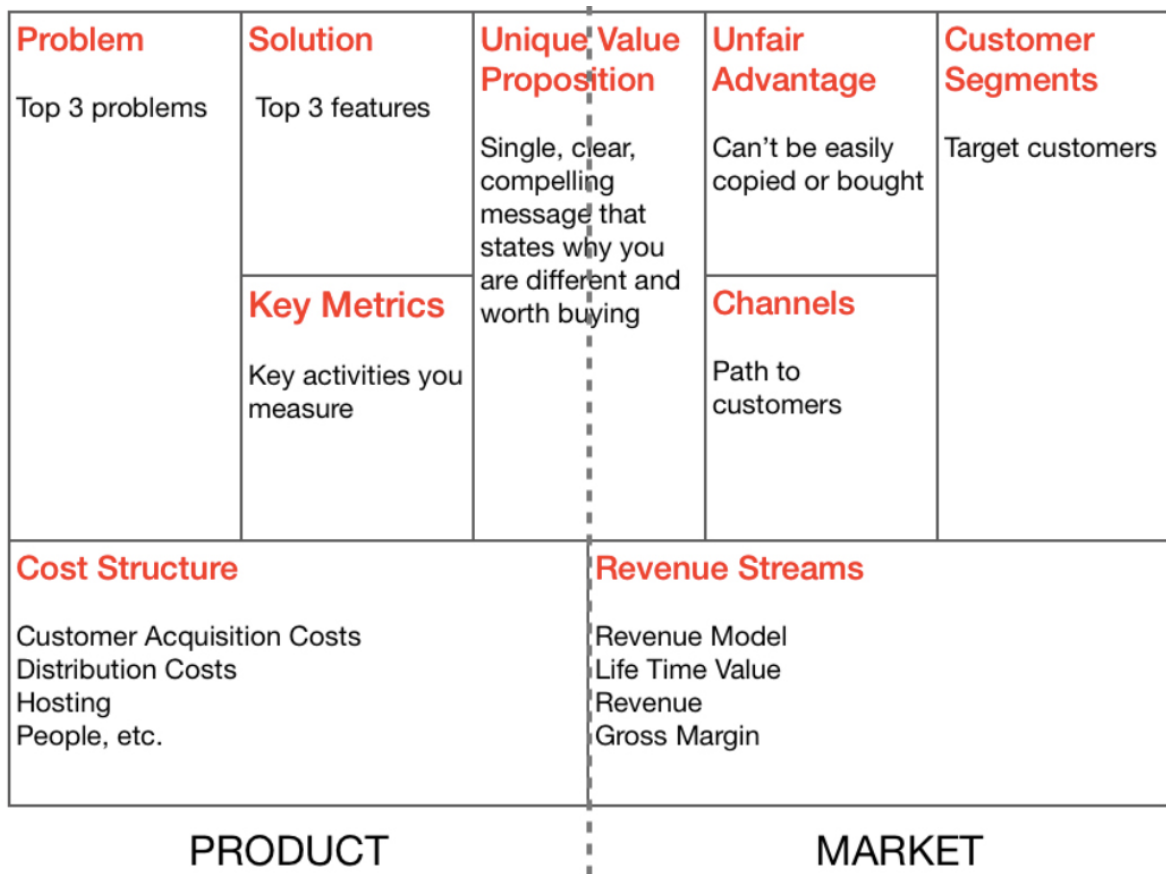 Problem
Top 3 problems
Solution
Top 3 features
Key Metrics
Key activities you
measure
Unique Value
Proposition
Single, clear,
compelling
message that
states why you
are different and
worth buying
Unfair
Advantage
Can't be easily
copied or bought
Channels
Path to
customers
Customer
Segments
Target customers
Cost Structure
Customer Acquisition Costs
Distribution Costs
Hosting
People, etc.
Revenue Streams
Revenue Model
Life Time Value
Revenue
Gross Margin
PRODUCT
MARKET